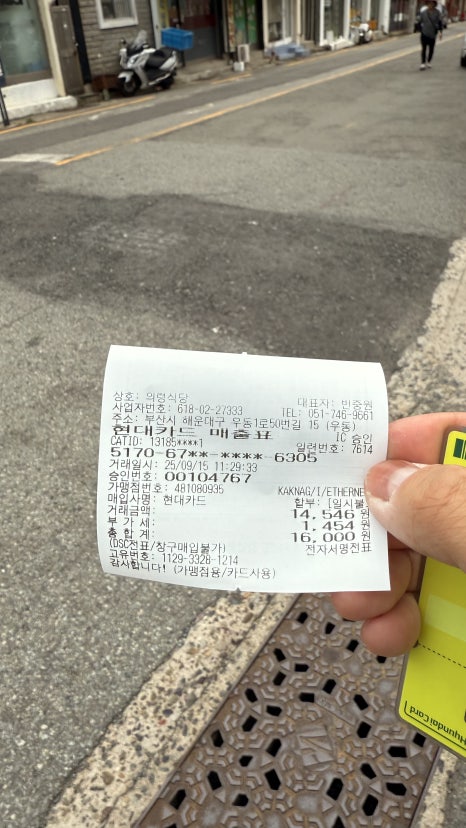 상호: 의령식당 대표자: 빈중원
사업자번호: 618-02-27333 TEL: 051-746-9661
주소: 부산시 해운대구 우동1로50번길 15 (우동)
현대카드 매출표 IC 승인
CATID: 13185****1 일련번호: 7614
5170-67**-****-6305
거래일시: 25/09/15 11:29:33
승인번호: 00104767
가맹점번호: 481080935 KAKNAG/I/ETHERNE
매입사명: 현대카드 할부: [일시불
거래금액: 14,546 원
부 가 세: 1,454 원
총 합 계: 16,000 원
(DSC전표/창구매입불가) 전자서명전표
고유번호: 1129-3328-1214
감사합니다! (가맹점용/카드사용)
Hyundai Card